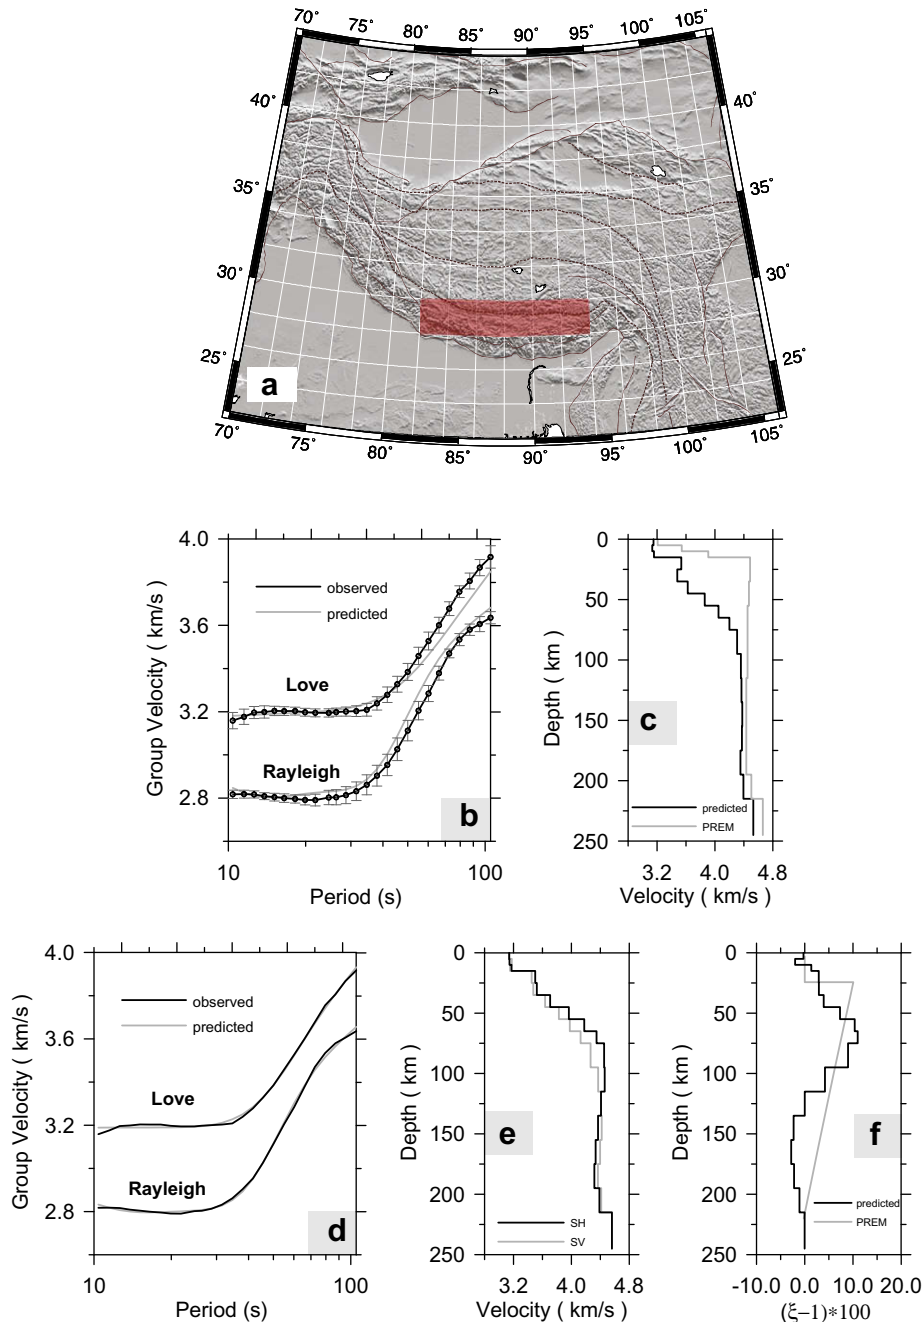 70° 75° 80° 85° 90° 95° 100° 105°
40° 40°
35° 35°
30° 30°
25° 25°
a
70° 75° 80° 85° 90° 95° 100° 105°
4.0
3.6
3.2
2.8
Group Velocity ( km/s )
observed
predicted
Love
Rayleigh
b
10 100
Period (s)
0
50
100
150
200
250
Depth ( km )
c
predicted
PREM
3.2 4.0 4.8
Velocity ( km/s )
4.0
3.6
3.2
2.8
Group Velocity ( km/s )
observed
predicted
Love
Rayleigh
d
10 100
Period (s)
0
50
100
150
200
250
Depth ( km )
e
SH
SV
3.2 4.0 4.8
Velocity ( km/s )
0
50
100
150
200
250
Depth ( km )
f
predicted
PREM
-10.0 0.0 10.0 20.0
(ξ−1)*100